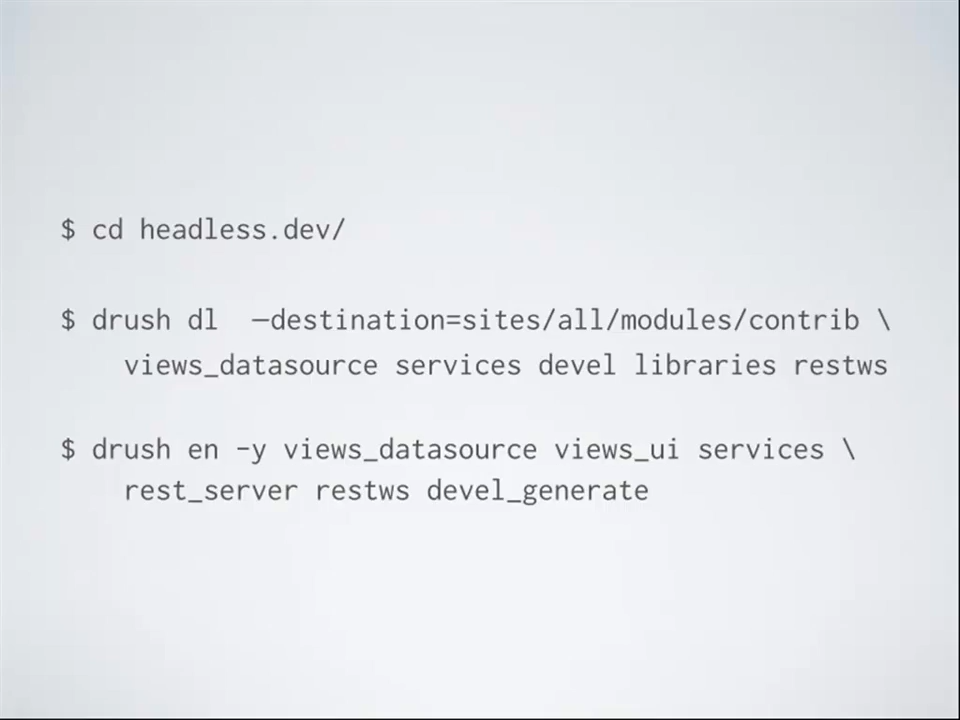 $ cd headless.dev/
$ drush dl —destination=sites/all/modules/contrib \
views_datasource services devel libraries restws
$ drush en -y views_datasource views_ui services \
rest_server restws devel_generate